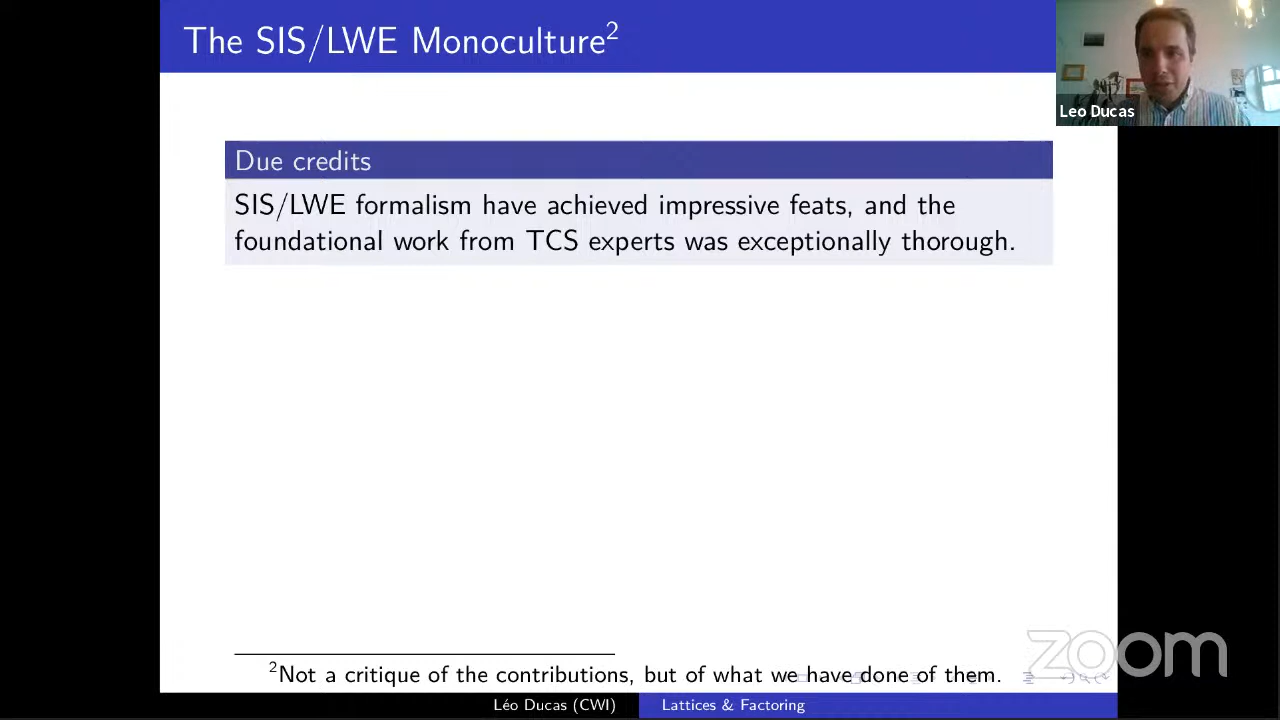 The SIS/LWE Monoculture²
Leo Ducas
Due credits
SIS/LWE formalism have achieved impressive feats, and the
foundational work from TCS experts was exceptionally thorough.
²Not a critique of the contributions, but of what we have done of them.
zoom
Léo Ducas (CWI) Lattices & Factoring